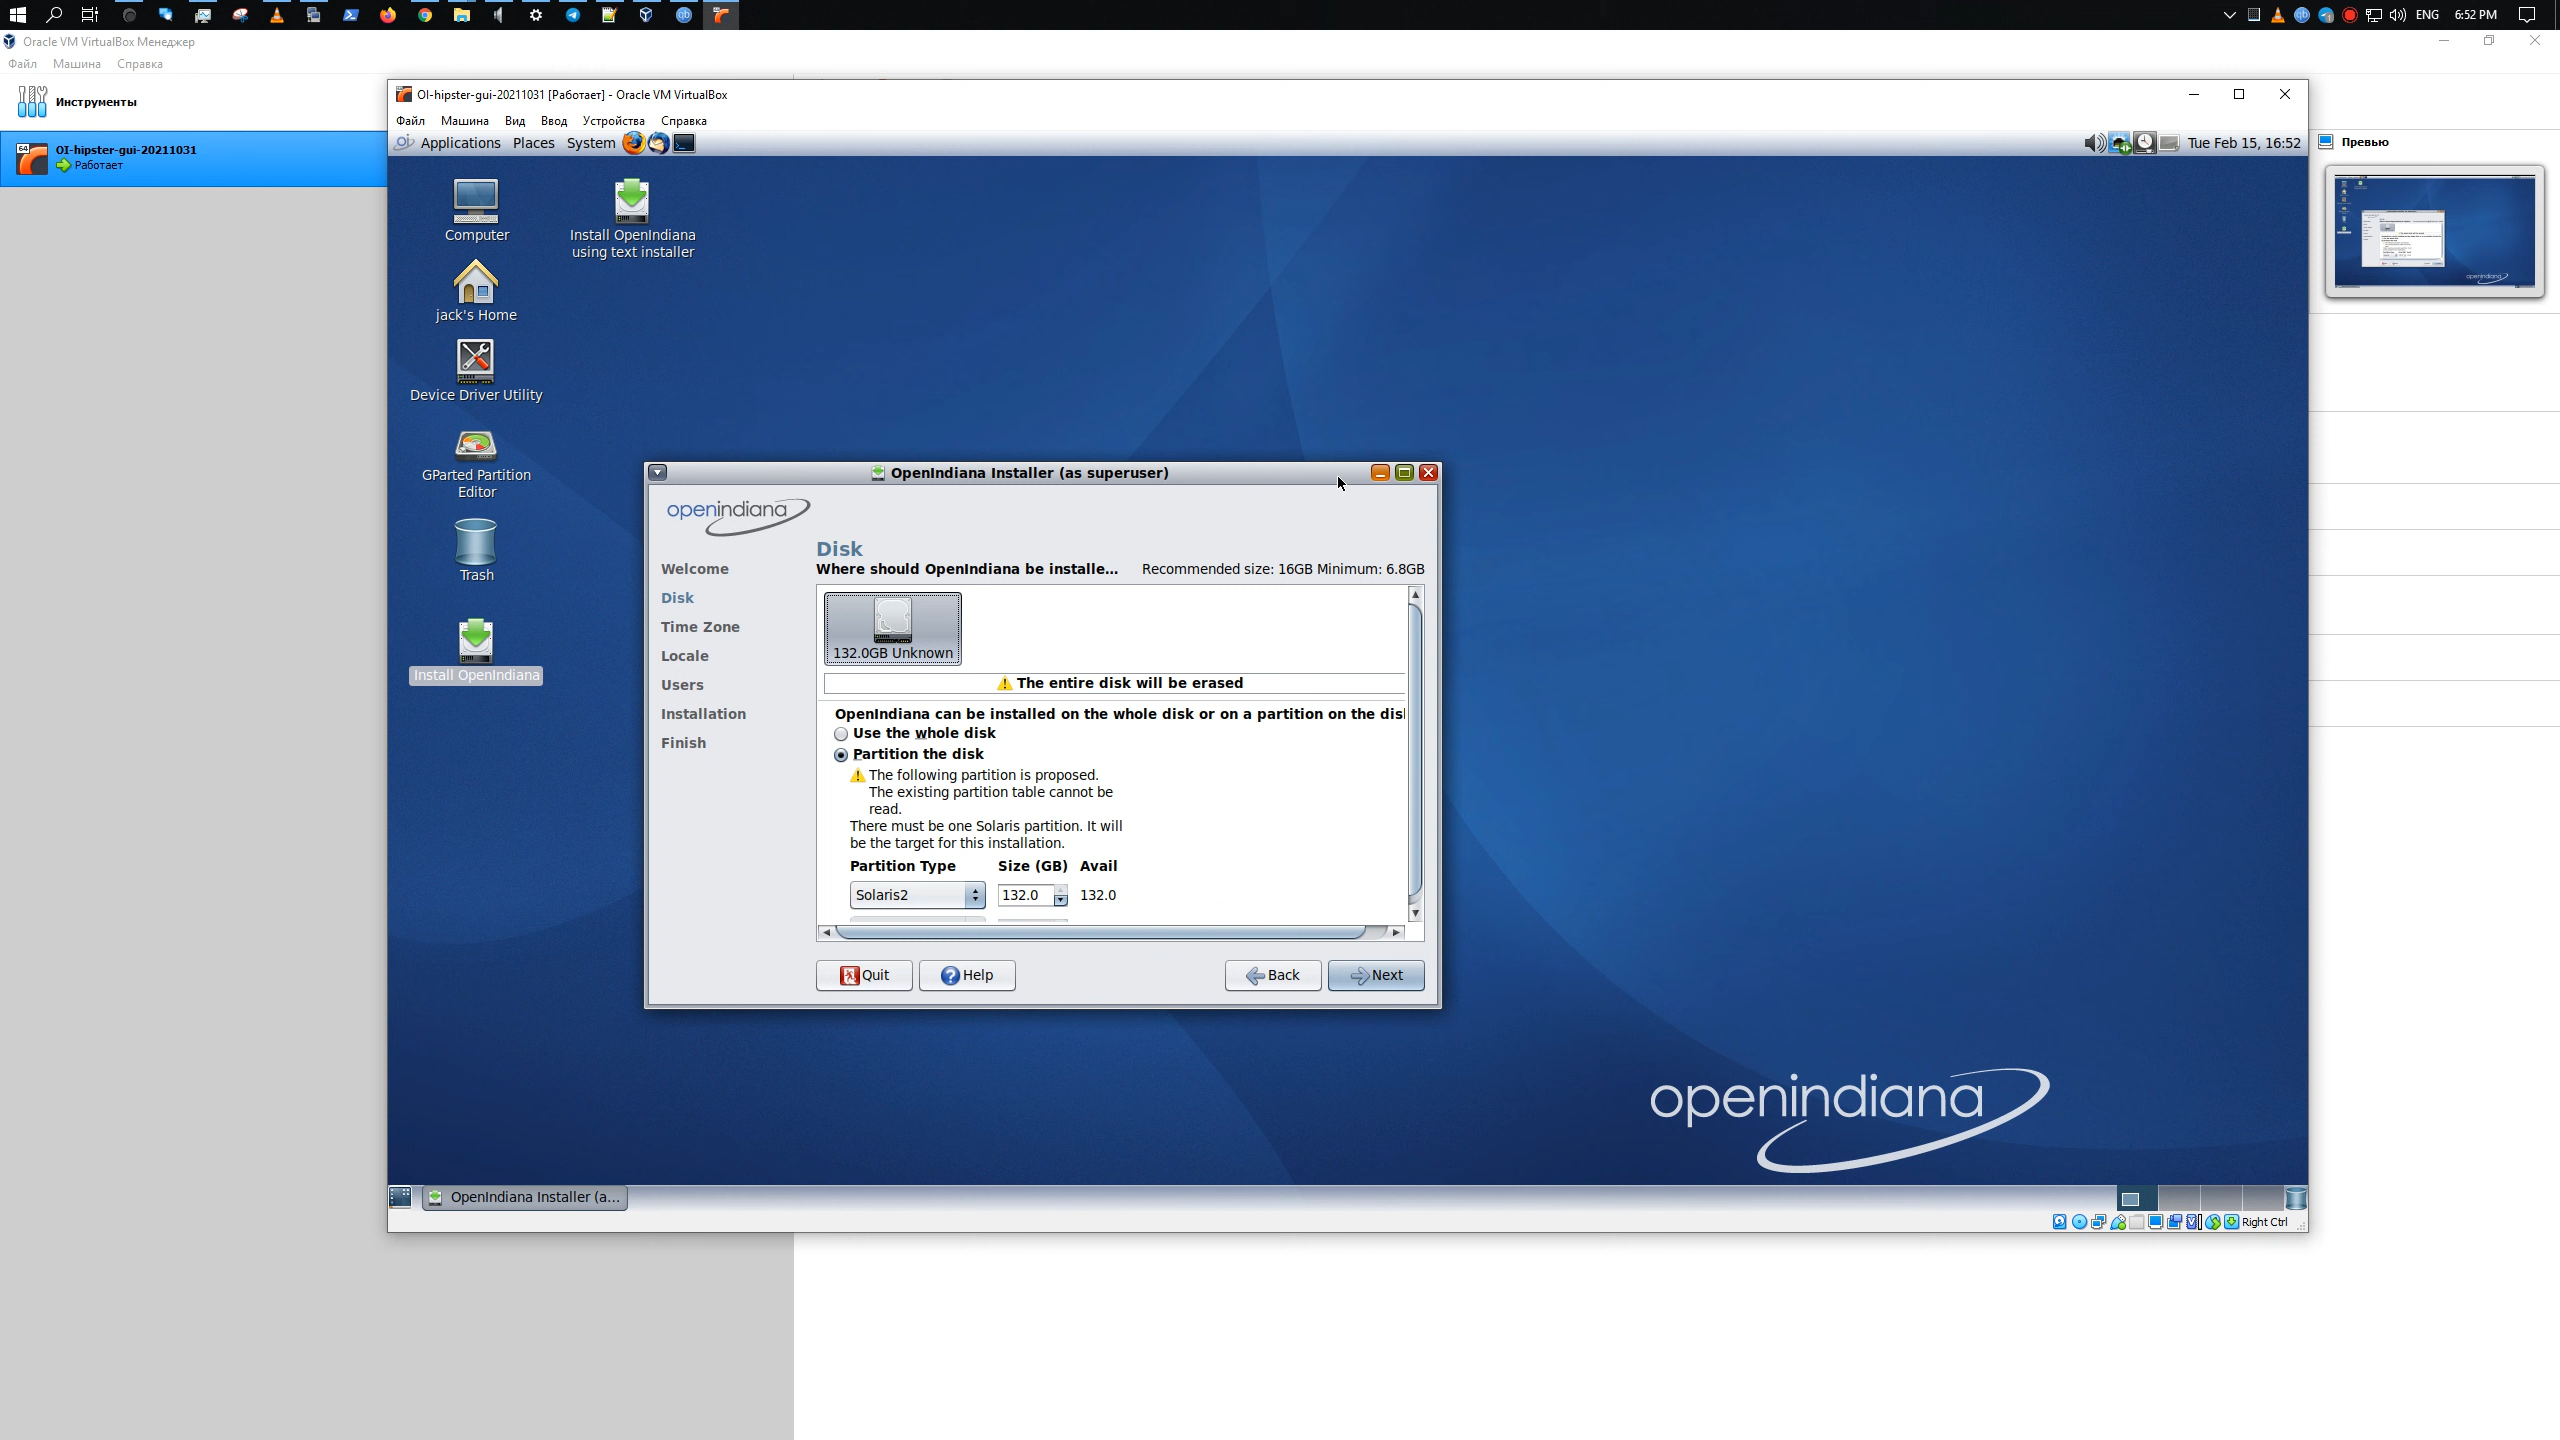 ENG 6:52 PM
Oracle VM VirtualBox Менеджер
Файл Машина Справка
Инструменты
64
OI-hipster-gui-20211031
Работает
OI-hipster-gui-20211031 [Работает] - Oracle VM VirtualBox
Файл Машина Вид Ввод Устройства Справка
Applications Places System
Tue Feb 15, 16:52
Превью
Computer
Install OpenIndiana
using text installer
jack's Home
Device Driver Utility
GParted Partition
Editor
Trash
Install OpenIndiana
OpenIndiana Installer (as superuser)
openindiana
Welcome
Disk
Time Zone
Locale
Users
Installation
Finish
Disk
Where should OpenIndiana be installe... Recommended size: 16GB Minimum: 6.8GB
132.0GB Unknown
The entire disk will be erased
OpenIndiana can be installed on the whole disk or on a partition on the dis
Use the whole disk
Partition the disk
The following partition is proposed.
The existing partition table cannot be
read.
There must be one Solaris partition. It will
be the target for this installation.
Partition Type Size (GB) Avail
Solaris2 132.0 132.0
Quit Help Back Next
openindiana
OpenIndiana Installer (a...
Right Ctrl